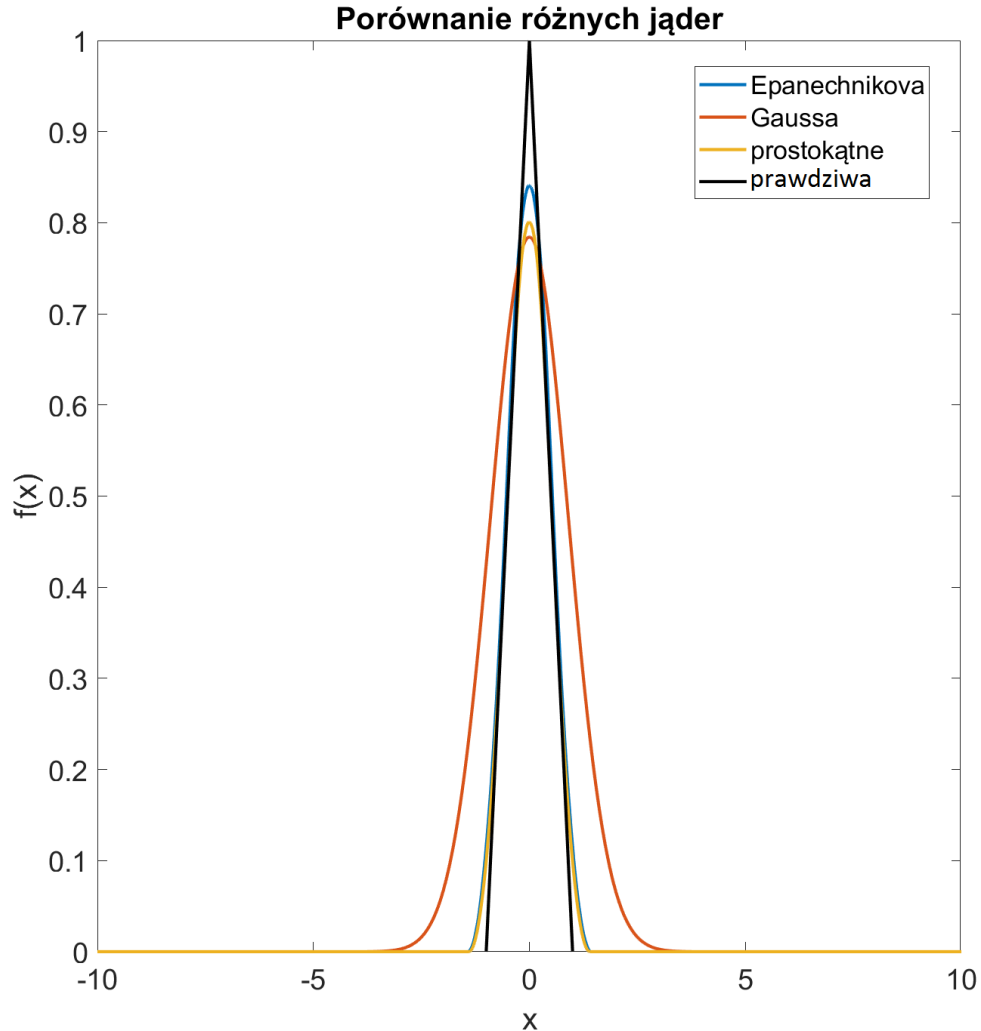 Porównanie różnych jąder
Epanechnikova
Gaussa
prostokątne
prawdziwa
1
0.9
0.8
0.7
0.6
0.5
0.4
0.3
0.2
0.1
0
f(x)
-10 -5 0 5 10
x